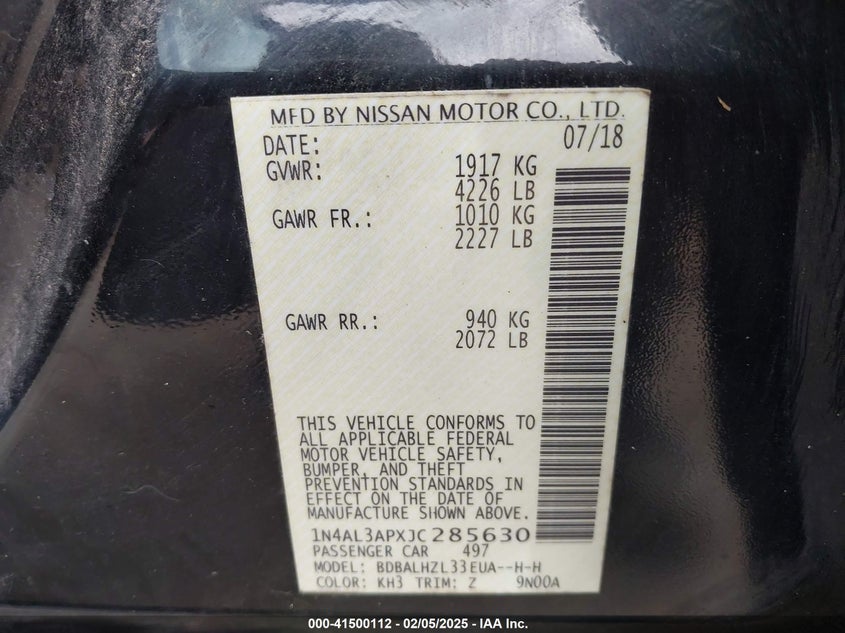 MFD BY NISSAN MOTOR CO., LTD.
DATE: 07/18
GVWR: 1917 KG
4226 LB
GAWR FR.: 1010 KG
2227 LB
GAWR RR.: 940 KG
2072 LB
THIS VEHICLE CONFORMS TO
ALL APPLICABLE FEDERAL
MOTOR VEHICLE SAFETY,
BUMPER, AND THEFT
PREVENTION STANDARDS IN
EFFECT ON THE DATE OF
MANUFACTURE SHOWN ABOVE.
1N4AL3APXJC285630
PASSENGER CAR 497
MODEL: BDBALHZL33EUA--H-H
COLOR: KH3 TRIM: Z 9N00A
000-41500112 - 02/05/2025 - IAA Inc.